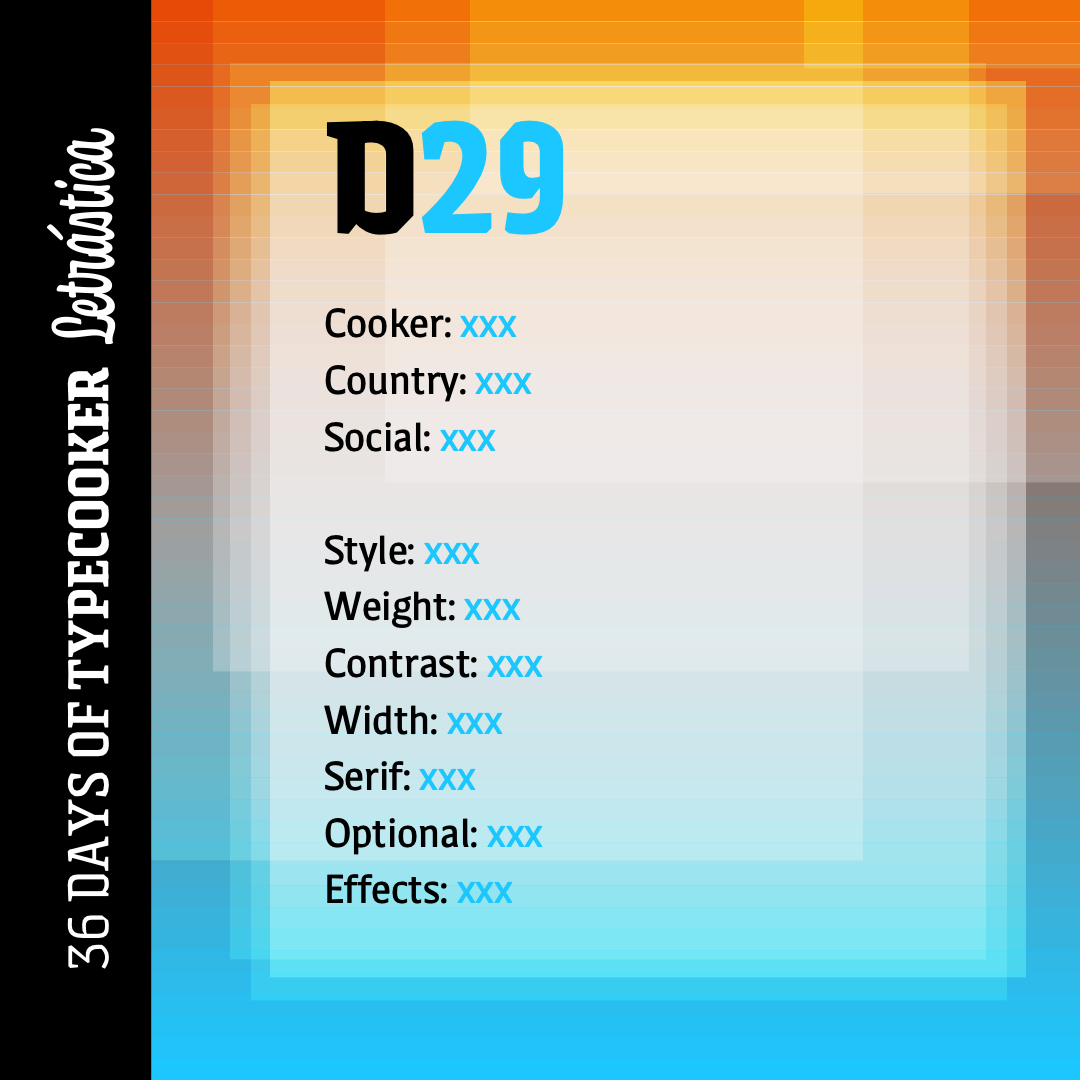 36 DAYS OF TYPECOOKER Letrástica
D29
Cooker: xxx
Country: xxx
Social: xxx
Style: xxx
Weight: xxx
Contrast: xxx
Width: xxx
Serif: xxx
Optional: xxx
Effects: xxx